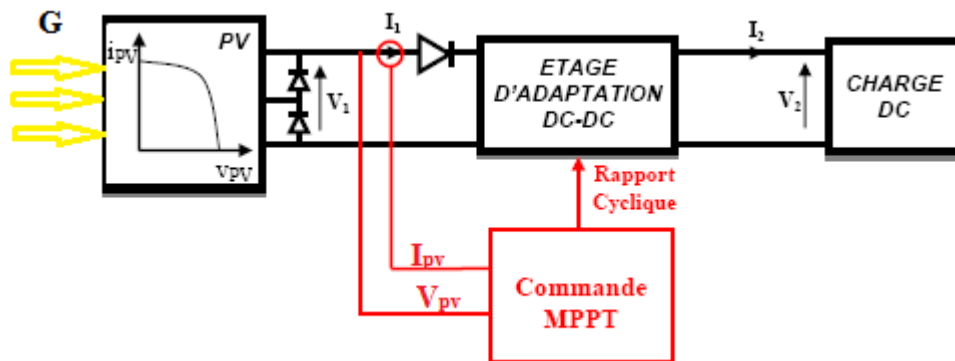 G
PV
iPV
vPV
I1
V1
ETAGE
D'ADAPTATION
DC-DC
I2
V2
CHARGE
DC
Rapport
Cyclique
Ipv
Vpv
Commande
MPPT